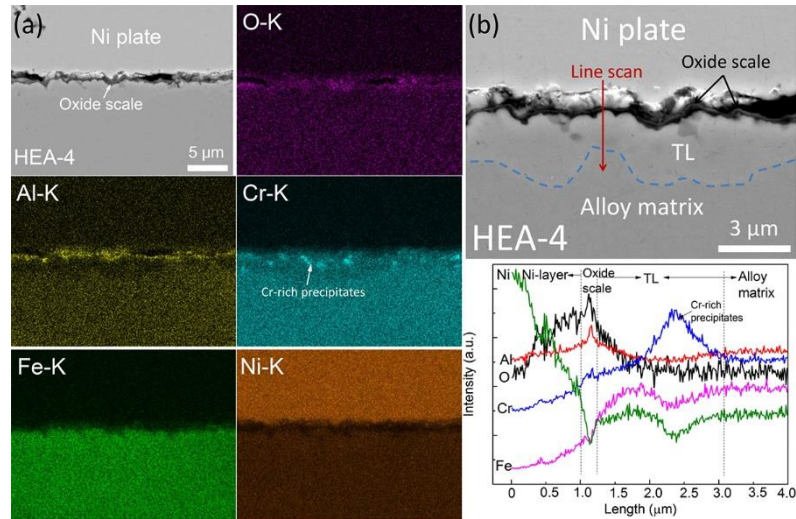 (a)
Ni plate
Oxide scale
HEA-4
5 μm
O-K
Al-K
Cr-K
Cr-rich precipitates
Fe-K
Ni-K
(b)
Ni plate
Line scan
Oxide scale
TL
Alloy matrix
HEA-4
3 μm
Ni
Ni-layer
Oxide scale
TL
Alloy matrix
Cr-rich precipitates
Al
O
Cr
Fe
Intensity (a.u.)
0 0.5 1.0 1.5 2.0 2.5 3.0 3.5 4.0
Length (μm)